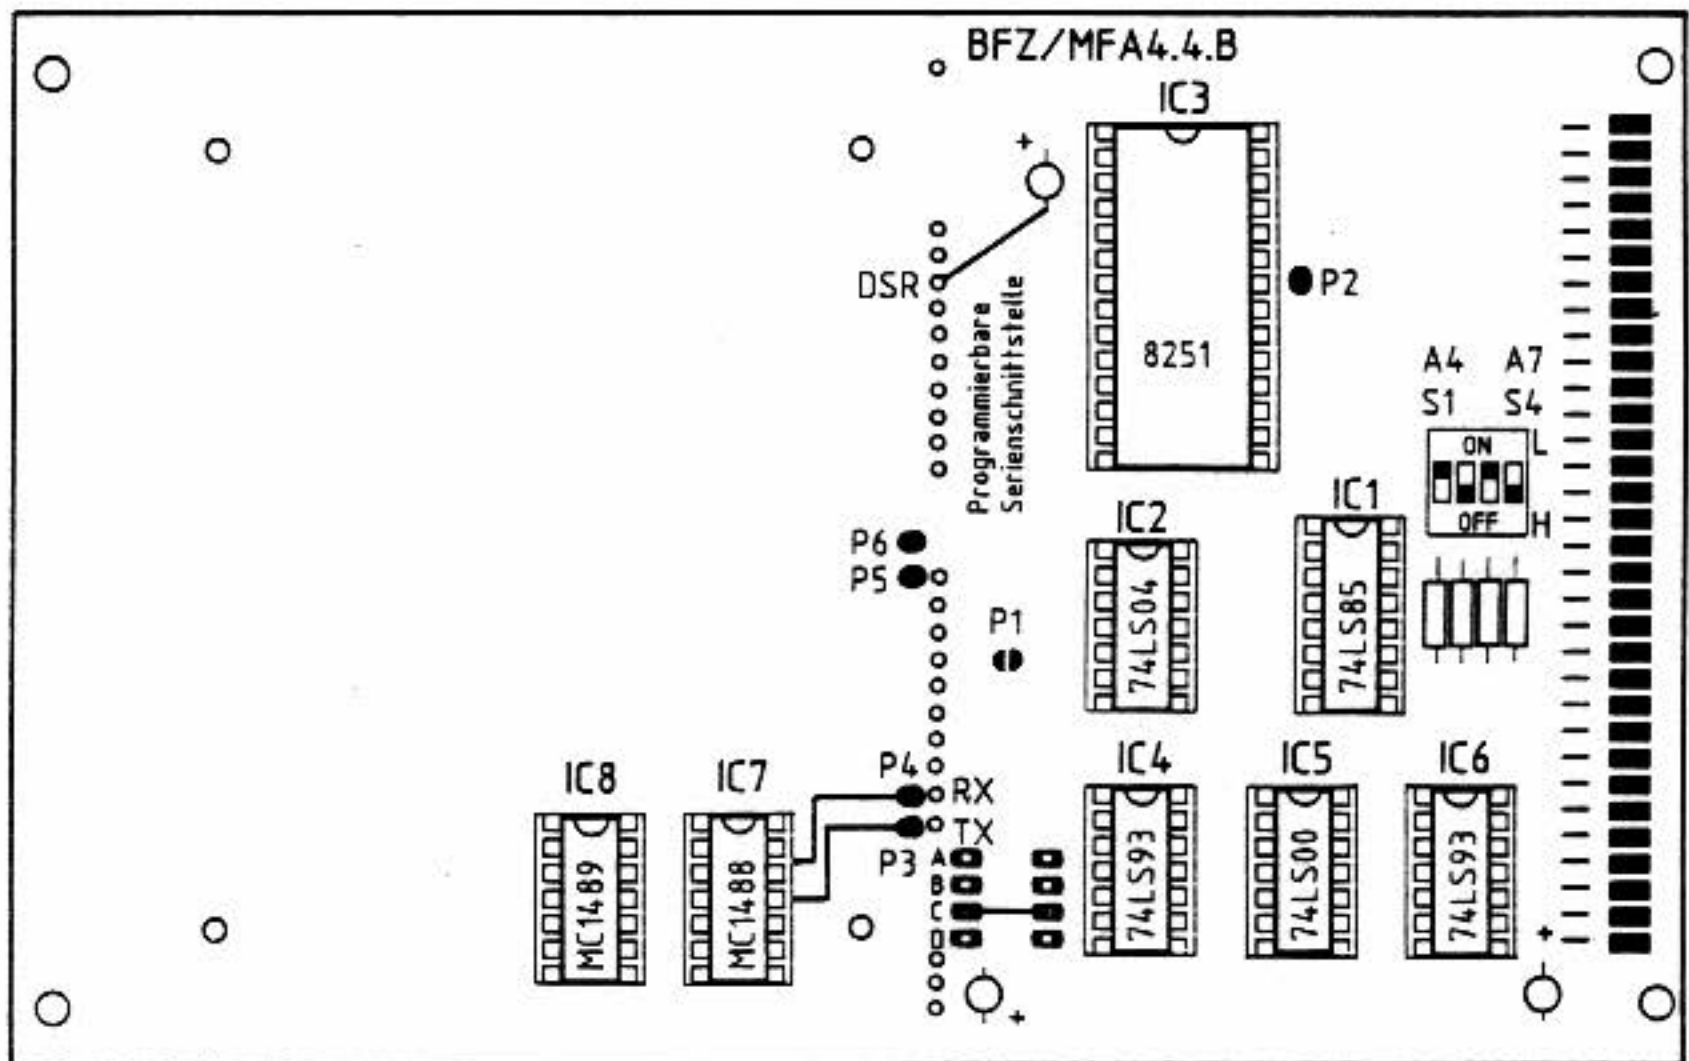 BFZ/MFA4.4.B
IC3
+
DSR
8251
P2
Programmierbare
Serienschnittstelle
A4 A7
S1 S4
ON L
OFF H
IC1
74LS85
IC2
74LS04
P6
P5
P1
P4
RX
TX
P3
A
B
C
D
IC8
MC1489
IC7
MC1488
IC4
74LS93
IC5
74LS00
IC6
74LS93
+
+